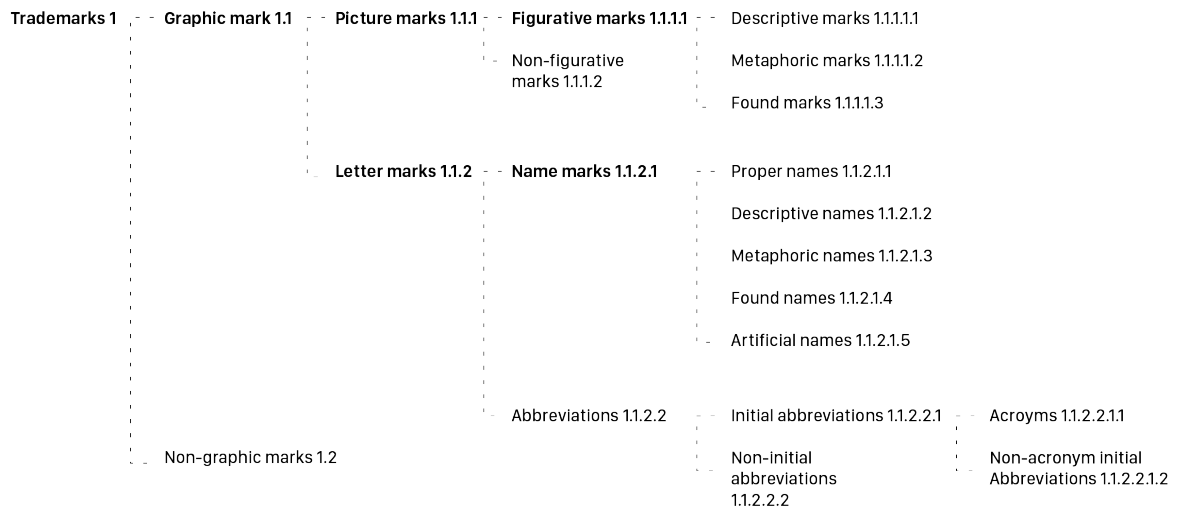 Trademarks 1
Graphic mark 1.1
Picture marks 1.1.1
Figurative marks 1.1.1.1
Descriptive marks 1.1.1.1.1
Non-figurative
marks 1.1.1.2
Metaphoric marks 1.1.1.1.2
Found marks 1.1.1.1.3
Letter marks 1.1.2
Name marks 1.1.2.1
Proper names 1.1.2.1.1
Descriptive names 1.1.2.1.2
Metaphoric names 1.1.2.1.3
Found names 1.1.2.1.4
Artificial names 1.1.2.1.5
Abbreviations 1.1.2.2
Initial abbreviations 1.1.2.2.1
Acroyms 1.1.2.2.1.1
Non-graphic marks 1.2
Non-initial
abbreviations
1.1.2.2.2
Non-acronym initial
Abbreviations 1.1.2.2.1.2